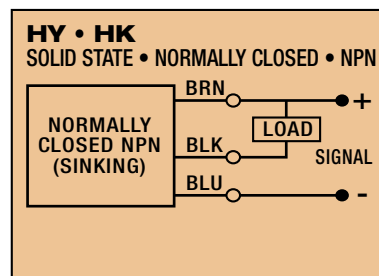 HY • HK
SOLID STATE • NORMALLY CLOSED • NPN
BRN
+
NORMALLY
CLOSED NPN
(SINKING)
LOAD
BLK
SIGNAL
BLU
-